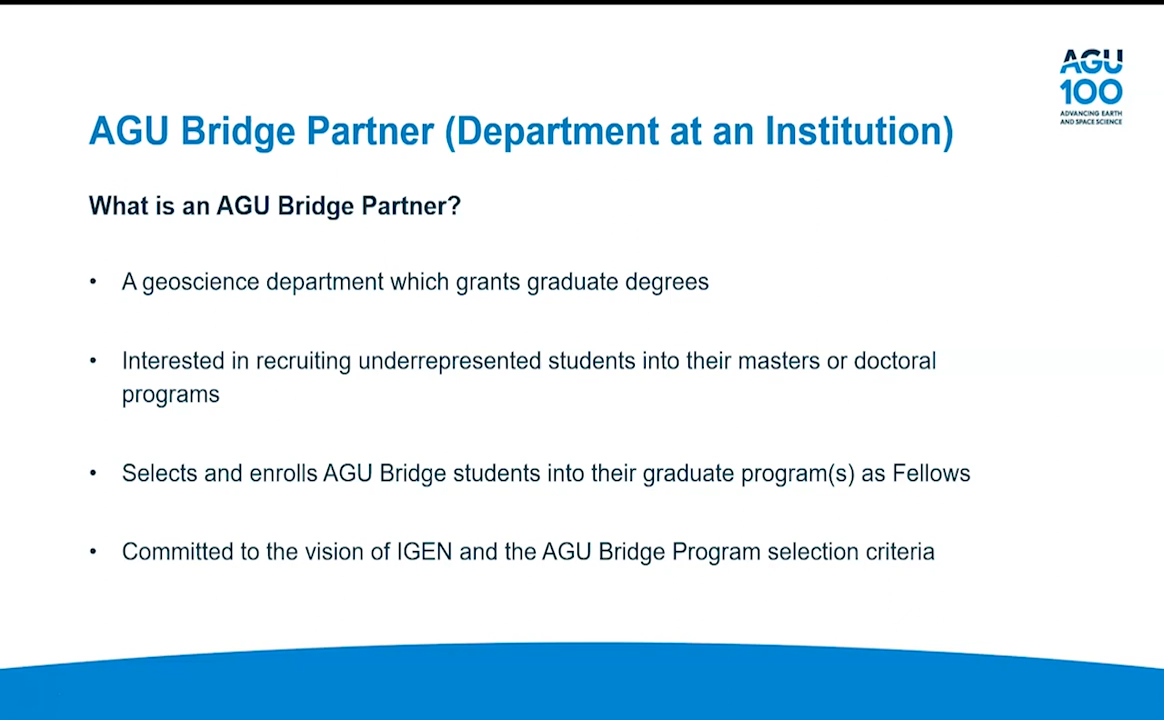 AGU
100
ADVANCING EARTH
AND SPACE SCIENCE
AGU Bridge Partner (Department at an Institution)
What is an AGU Bridge Partner?
• A geoscience department which grants graduate degrees
• Interested in recruiting underrepresented students into their masters or doctoral
programs
• Selects and enrolls AGU Bridge students into their graduate program(s) as Fellows
• Committed to the vision of IGEN and the AGU Bridge Program selection criteria